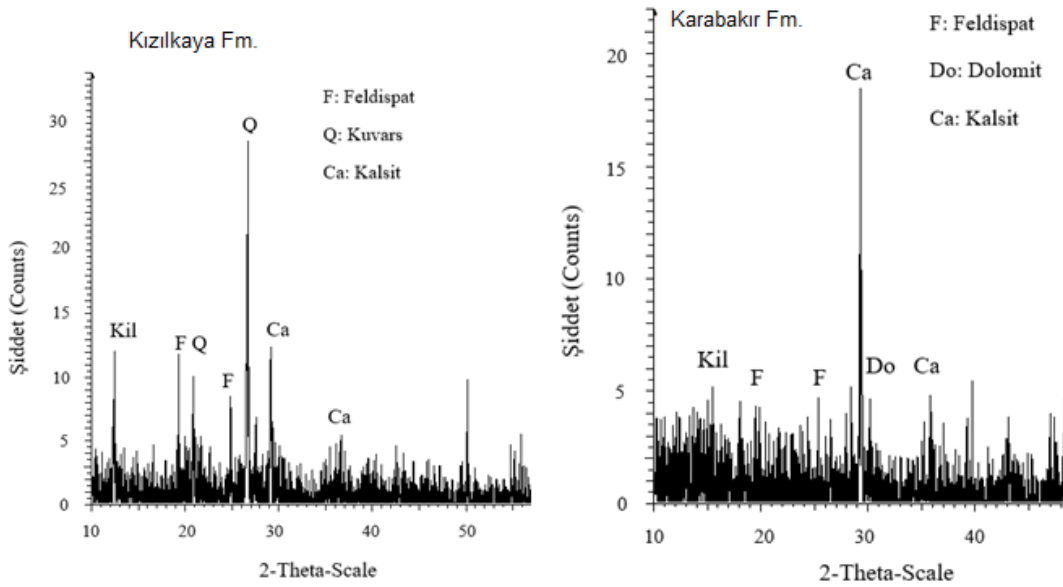 Kızılkaya Fm.
F: Feldispat
Q: Kuvars
Ca: Kalsit
Şiddet (Counts)
30
25
20
15
10
5
0
Q
Kil
F Q
F
Ca
Ca
10 20 30 40 50
2-Theta-Scale
Karabakır Fm.
F: Feldispat
Do: Dolomit
Ca: Kalsit
Şiddet (Counts)
20
15
10
5
0
Ca
Kil
F
F
Do
Ca
10 20 30 40
2-Theta-Scale